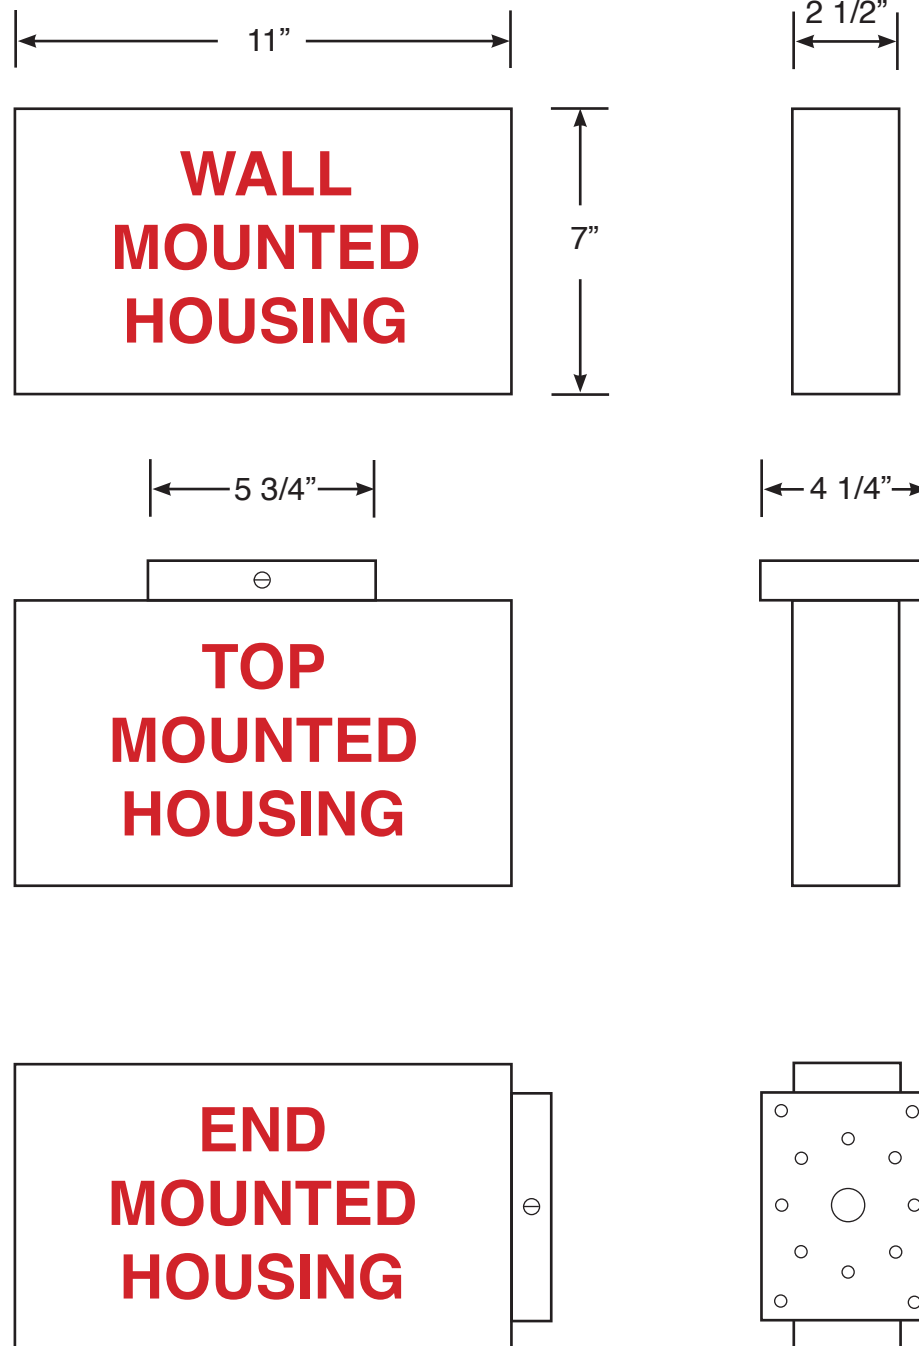 11”
2 1/2”
WALL
MOUNTED
HOUSING
7”
5 3/4”
4 1/4”
TOP
MOUNTED
HOUSING
END
MOUNTED
HOUSING